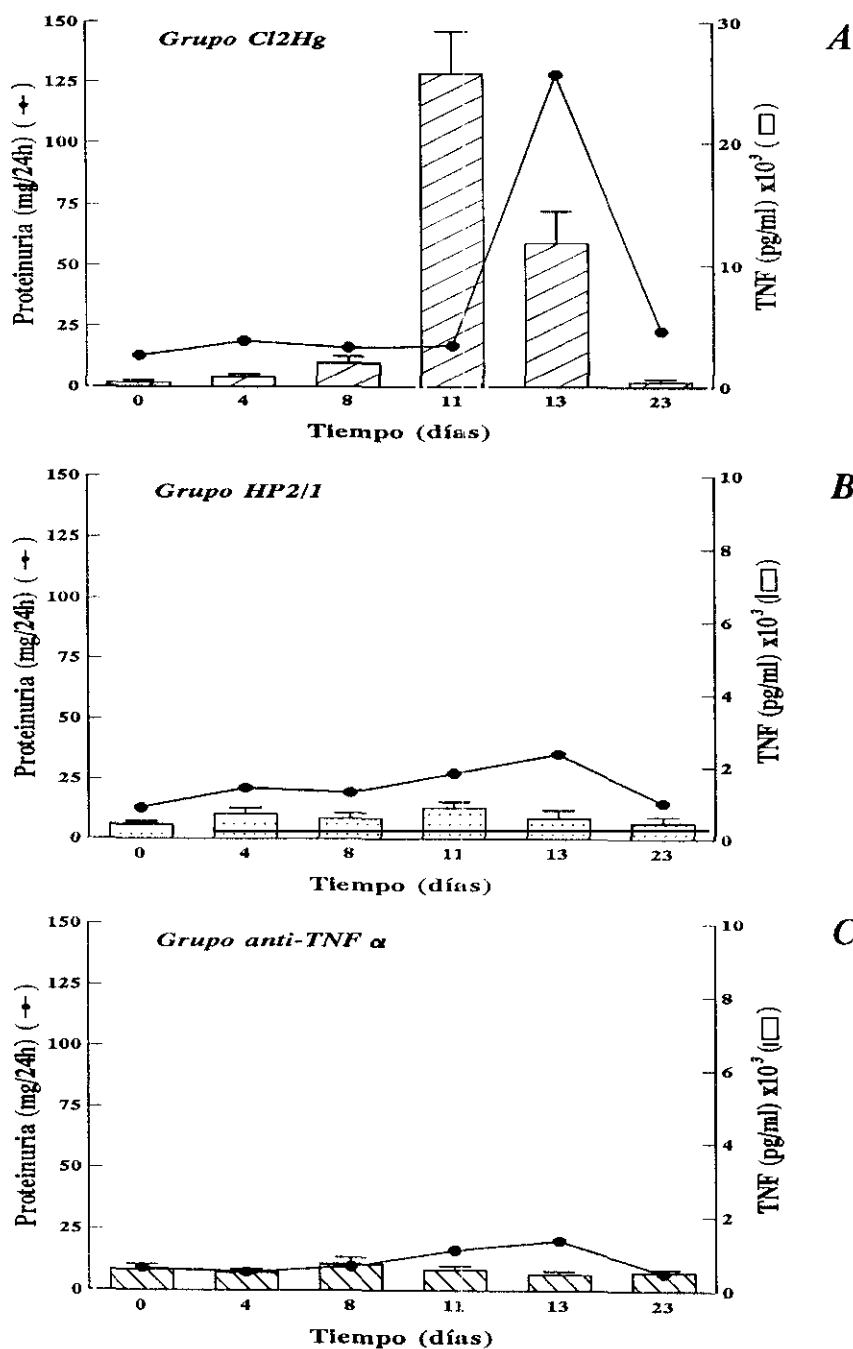 Grupo Cl2Hg
A
Proteinuria (mg/24h) ( )
150
125
100
75
50
25
0
30
20
10
0
TNF (pg/ml) x10³ ( )
0 4 8 11 13 23
Tiempo (días)
Grupo HP2/1
B
Proteinuria (mg/24h) ( )
150
125
100
75
50
25
0
10
8
6
4
2
0
TNF (pg/ml) x10³ ( )
0 4 8 11 13 23
Tiempo (días)
Grupo anti-TNF α
C
Proteinuria (mg/24h) ( )
150
125
100
75
50
25
0
10
8
6
4
2
0
TNF (pg/ml) x10³ ( )
0 4 8 11 13 23
Tiempo (días)